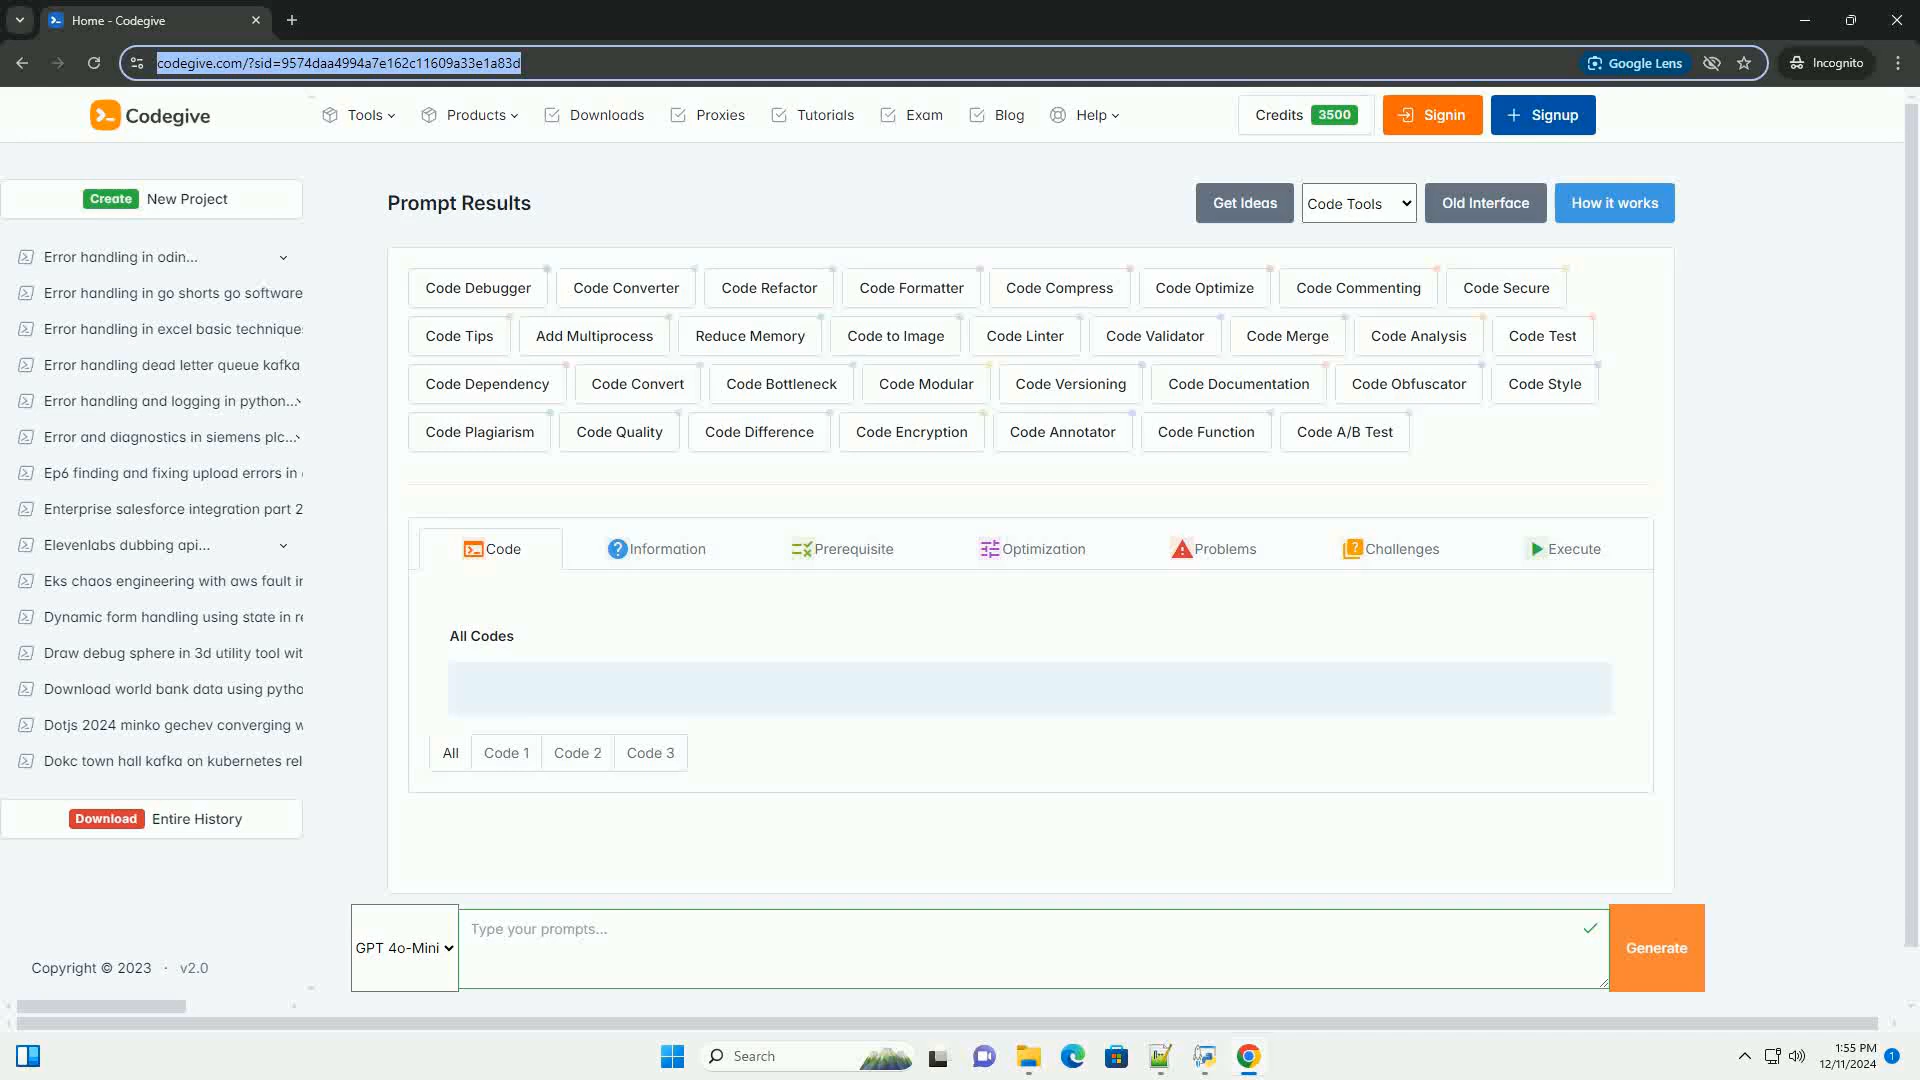 Home - Codegive
codegive.com/?sid=9574daa4994a7e162c11609a33e1a83d
Google Lens
Incognito
Codegive
Tools
Products
Downloads
Proxies
Tutorials
Exam
Blog
Help
Credits 3500
Signin
Signup
Create New Project
Error handling in odin...
Error handling in go shorts go software
Error handling in excel basic technique
Error handling dead letter queue kafka
Error handling and logging in python...
Error and diagnostics in siemens plc...
Ep6 finding and fixing upload errors in
Enterprise salesforce integration part 2
Elevenlabs dubbing api...
Eks chaos engineering with aws fault
Dynamic form handling using state in
Draw debug sphere in 3d utility tool wit
Download world bank data using pytho
Dotjs 2024 minko gechev converging
Dokc town hall kafka on kubernetes rel
Download Entire History
Copyright © 2023 · v2.0
Prompt Results
Get Ideas
Code Tools
Old Interface
How it works
Code Debugger
Code Converter
Code Refactor
Code Formatter
Code Compress
Code Optimize
Code Commenting
Code Secure
Code Tips
Add Multiprocess
Reduce Memory
Code to Image
Code Linter
Code Validator
Code Merge
Code Analysis
Code Test
Code Dependency
Code Convert
Code Bottleneck
Code Modular
Code Versioning
Code Documentation
Code Obfuscator
Code Style
Code Plagiarism
Code Quality
Code Difference
Code Encryption
Code Annotator
Code Function
Code A/B Test
Code
Information
Prerequisite
Optimization
Problems
Challenges
Execute
All Codes
All
Code 1
Code 2
Code 3
GPT 4o-Mini
Type your prompts...
Generate
Search
1:55 PM
12/11/2024
1